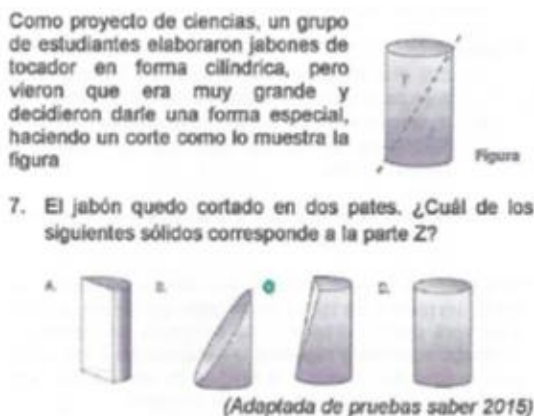 Como proyecto de ciencias, un grupo
de estudiantes elaboraron jabones de
tocador en forma cilíndrica, pero
vieron que era muy grande y
decidieron darle una forma especial,
haciendo un corte como lo muestra la
figura
Figura
7. El jabón quedo cortado en dos pates. ¿Cuál de los
siguientes sólidos corresponde a la parte Z?
A.
B.
D.
(Adaptada de pruebas saber 2015)